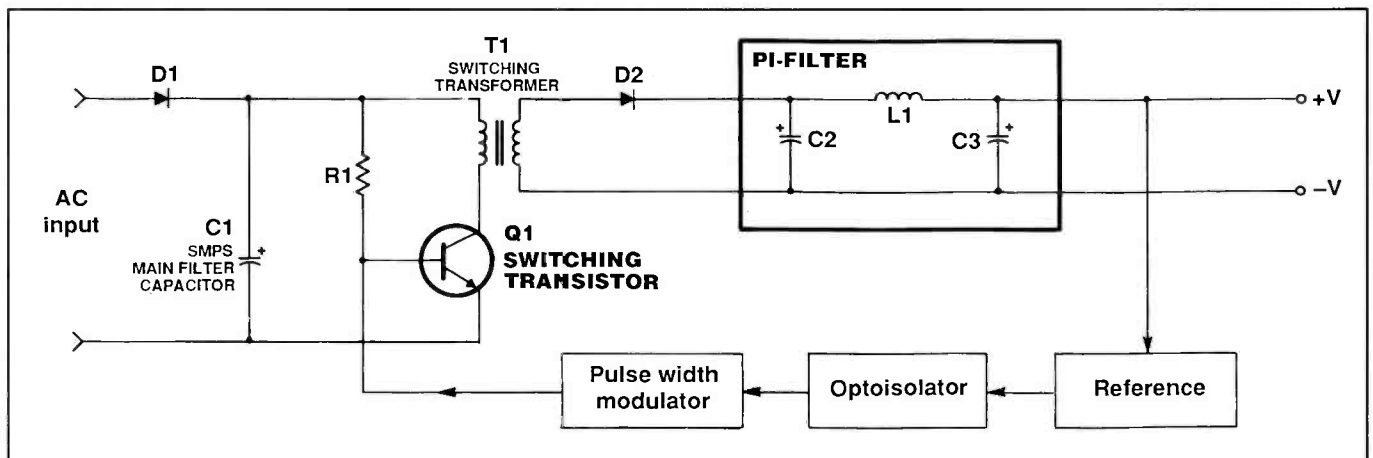 T1
SWITCHING
TRANSFORMER
D1
D2
PI-FILTER
+V
L1
+
C2
C3
+
R1
–V
AC
input
C1
+
SMPS
MAIN FILTER
CAPACITOR
Q1
SWITCHING
TRANSISTOR
Pulse width
modulator
Optoisolator
Reference